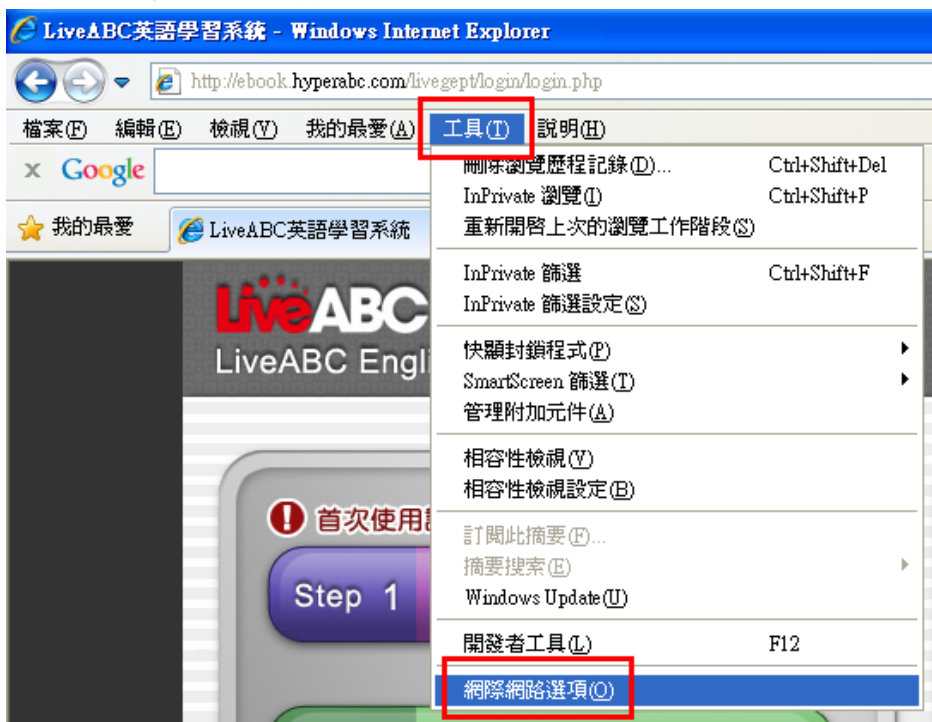 LiveABC英語學習系統 - Windows Internet Explorer
http://ebook.hyperabc.com/livegept/login/login.php
檔案(F) 編輯(E) 檢視(V) 我的最愛(A) 工具(T) 說明(H)
x Google
刪除瀏覽歷程記錄(D)... Ctrl+Shift+Del
InPrivate 瀏覽(I) Ctrl+Shift+P
重新開啓上次的瀏覽工作階段(S)
我的最愛 LiveABC英語學習系統
InPrivate 篩選 Ctrl+Shift+F
InPrivate 篩選設定(S)
快顯封鎖程式(P)
SmartScreen 篩選(T)
管理附加元件(A)
相容性檢視(V)
相容性檢視設定(B)
訂閱此摘要(F)...
摘要搜索(E)
Windows Update(U)
開發者工具(L) F12
網際網路選項(O)
LiveABC
LiveABC Engl
首次使用
Step 1